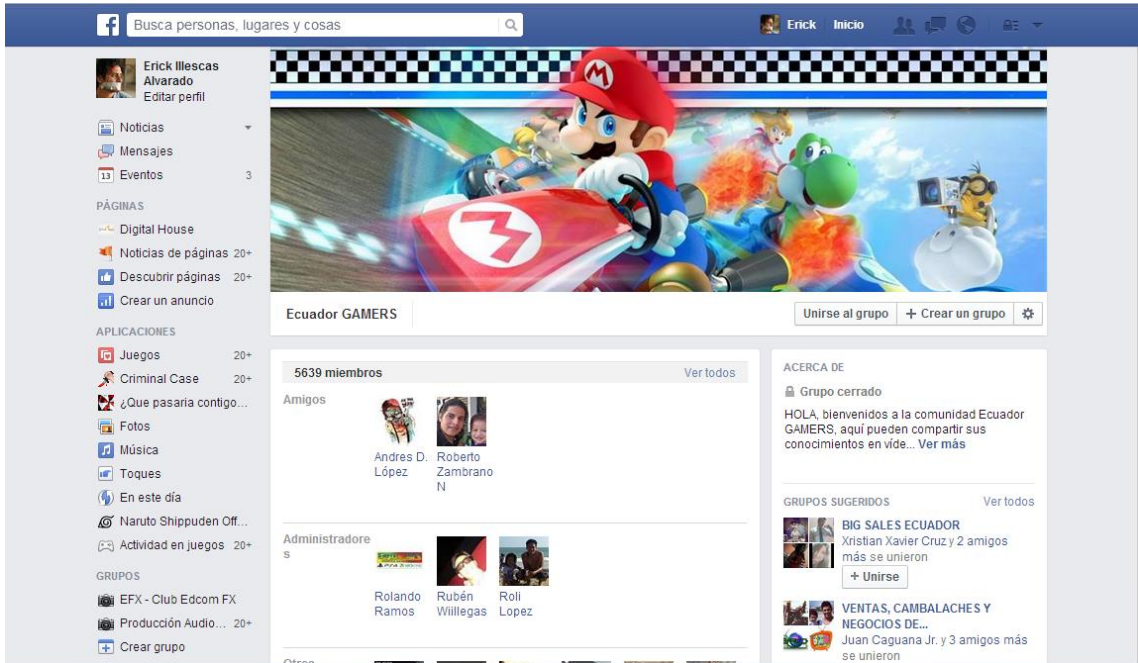 Busca personas, lugares y cosas
Erick Inicio
Erick Illescas
Alvarado
Editar perfil
Noticias
Mensajes
13 Eventos 3
PÁGINAS
Digital House
Noticias de páginas 20+
Descubrir páginas 20+
Crear un anuncio
APLICACIONES
Juegos 20+
Criminal Case 20+
¿Que pasaria contigo...
Fotos
Música
Toques
En este día
Naruto Shippuden Off...
Actividad en juegos 20+
GRUPOS
EFX - Club Edcom FX
Producción Audio... 20+
Crear grupo
M
M
Ecuador GAMERS
Unirse al grupo
+ Crear un grupo
5639 miembros Ver todos
Amigos
Andres D.
López
Roberto
Zambrano
N
Administradore
s
Rolando
Ramos
Rubén
Wiillegas
Roli
Lopez
Otros
ACERCA DE
Grupo cerrado
HOLA, bienvenidos a la comunidad Ecuador
GAMERS, aquí pueden compartir sus
conocimientos en víde... Ver más
GRUPOS SUGERIDOS Ver todos
BIG SALES ECUADOR
Xristian Xavier Cruz y 2 amigos
más se unieron
+ Unirse
VENTAS, CAMBALACHES Y
NEGOCIOS DE...
Juan Caguana Jr. y 3 amigos más
se unieron